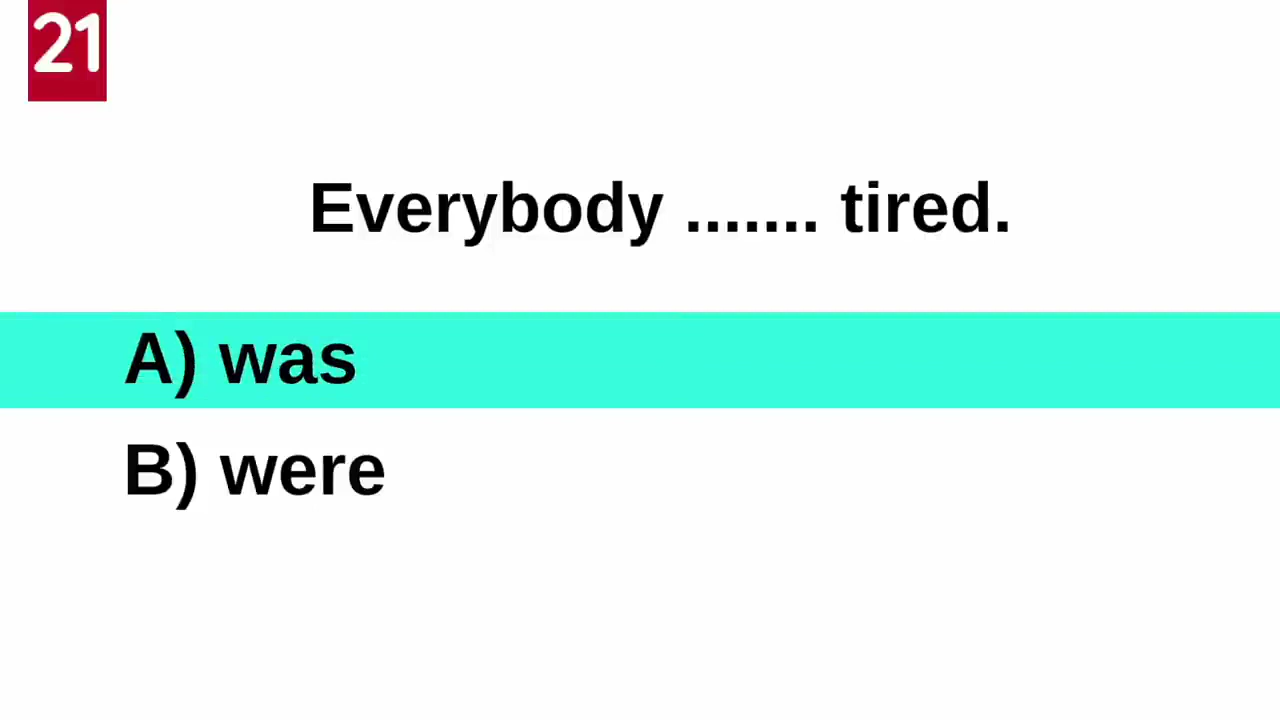 21
Everybody ....... tired.
A) was
B) were